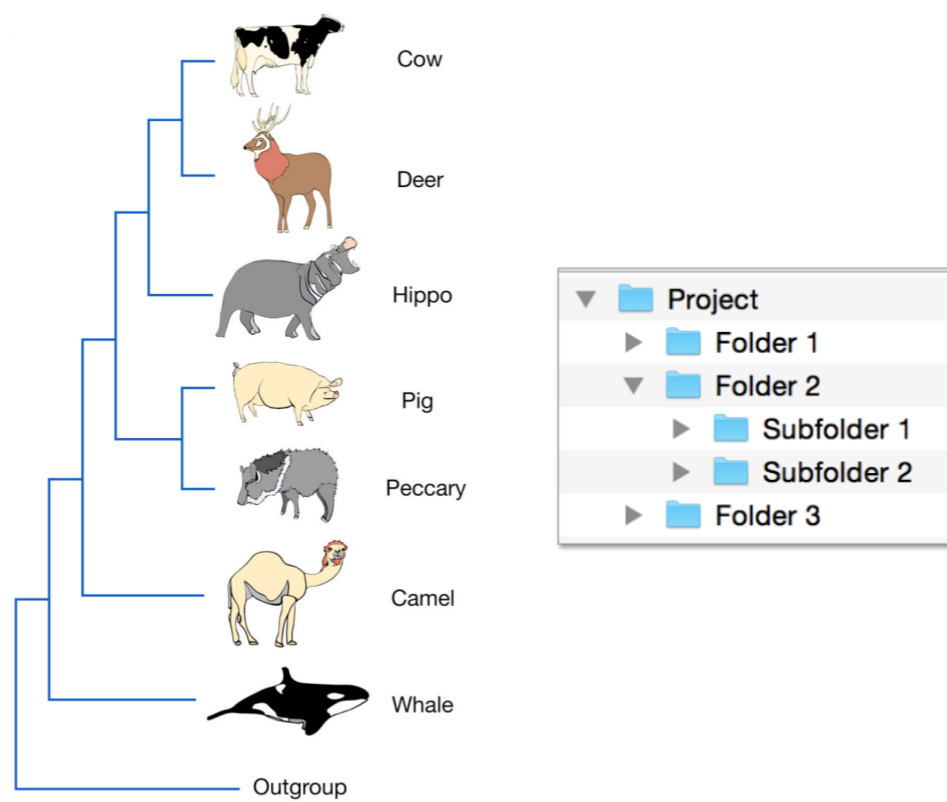 Cow
Deer
Hippo
Pig
Peccary
Camel
Whale
Outgroup
Project
Folder 1
Folder 2
Subfolder 1
Subfolder 2
Folder 3